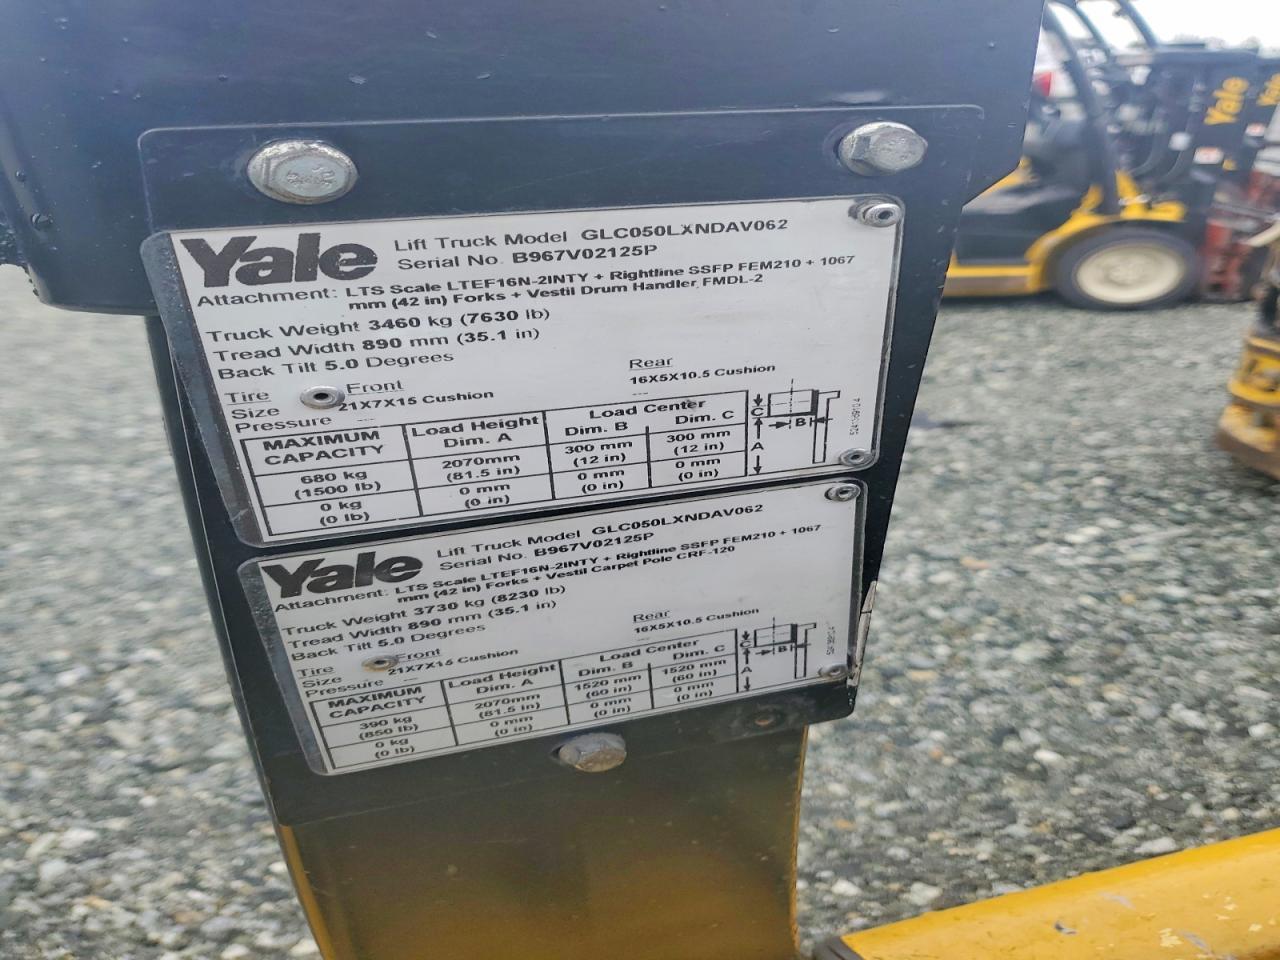 Yale
Lift Truck Model GLC050LXNDAV062
Serial No. B967V02125P
Attachment: LTS Scale LTEF16N-2INTY + Rightline SSFP FEM210 + 1067
mm (42 in) Forks + Vestil Drum Handler FMDL-2
Truck Weight 3460 kg (7630 lb)
Tread Width 890 mm (35.1 in)
Back Tilt 5.0 Degrees
Tire Front Rear
Size 21X7X15 Cushion 16X5X10.5 Cushion
Pressure --- ---
MAXIMUM CAPACITY Load Height Dim. A Load Center Dim. B Dim. C
680 kg (1500 lb) 2070mm (81.5 in) 300 mm (12 in) 300 mm (12 in)
0 kg (0 lb) 0 mm (0 in) 0 mm (0 in) 0 mm (0 in)
C B A
Yale
Lift Truck Model GLC050LXNDAV062
Serial No. B967V02125P
Attachment: LTS Scale LTEF16N-2INTY + Rightline SSFP FEM210 + 1067
mm (42 in) Forks + Vestil Carpet Pole CRF-120
Truck Weight 3730 kg (8230 lb)
Tread Width 890 mm (35.1 in)
Back Tilt 5.0 Degrees
Tire Front Rear
Size 21X7X15 Cushion 16X5X10.5 Cushion
Pressure --- ---
MAXIMUM CAPACITY Load Height Dim. A Load Center Dim. B Dim. C
390 kg (850 lb) 2070mm (81.5 in) 1520 mm (60 in) 1520 mm (60 in)
0 kg (0 lb) 0 mm (0 in) 0 mm (0 in) 0 mm (0 in)
C B A
Yale
Yale